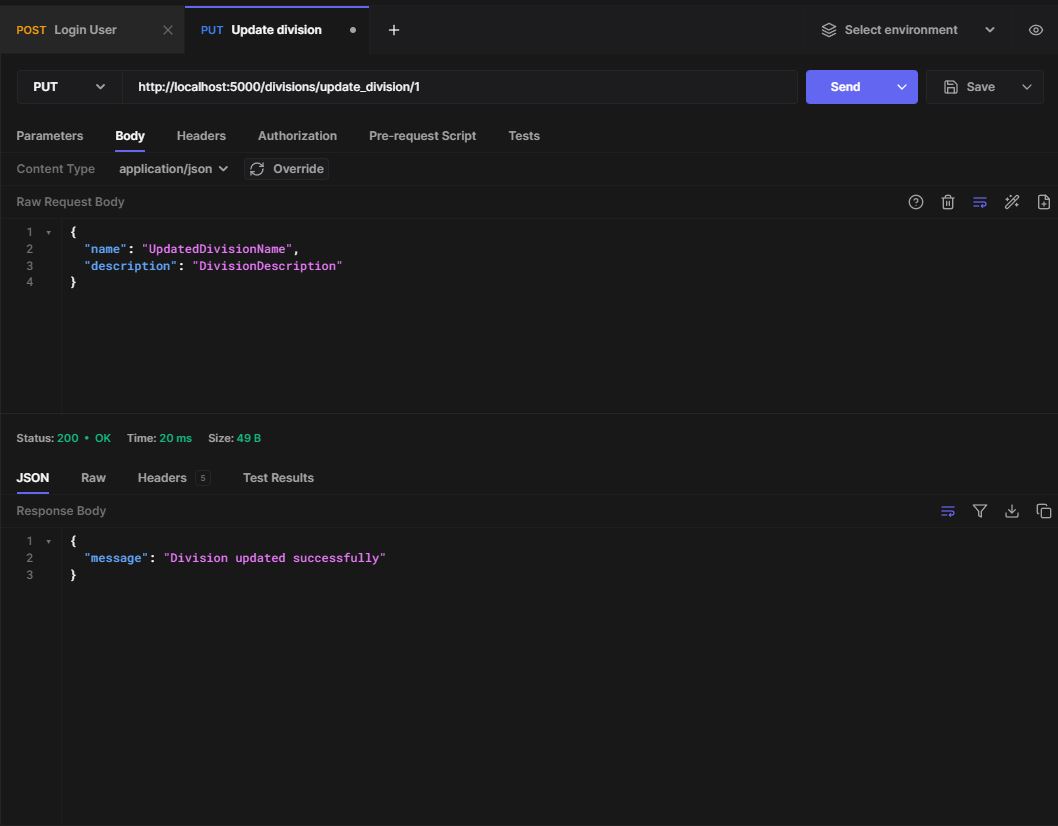 POST Login User
PUT Update division
Select environment
PUT http://localhost:5000/divisions/update_division/1 Send Save
Parameters Body Headers Authorization Pre-request Script Tests
Content Type application/json Override
Raw Request Body
1 {
2 "name": "UpdatedDivisionName",
3 "description": "DivisionDescription"
4 }
Status: 200 • OK Time: 20 ms Size: 49 B
JSON Raw Headers 5 Test Results
Response Body
1 {
2 "message": "Division updated successfully"
3 }